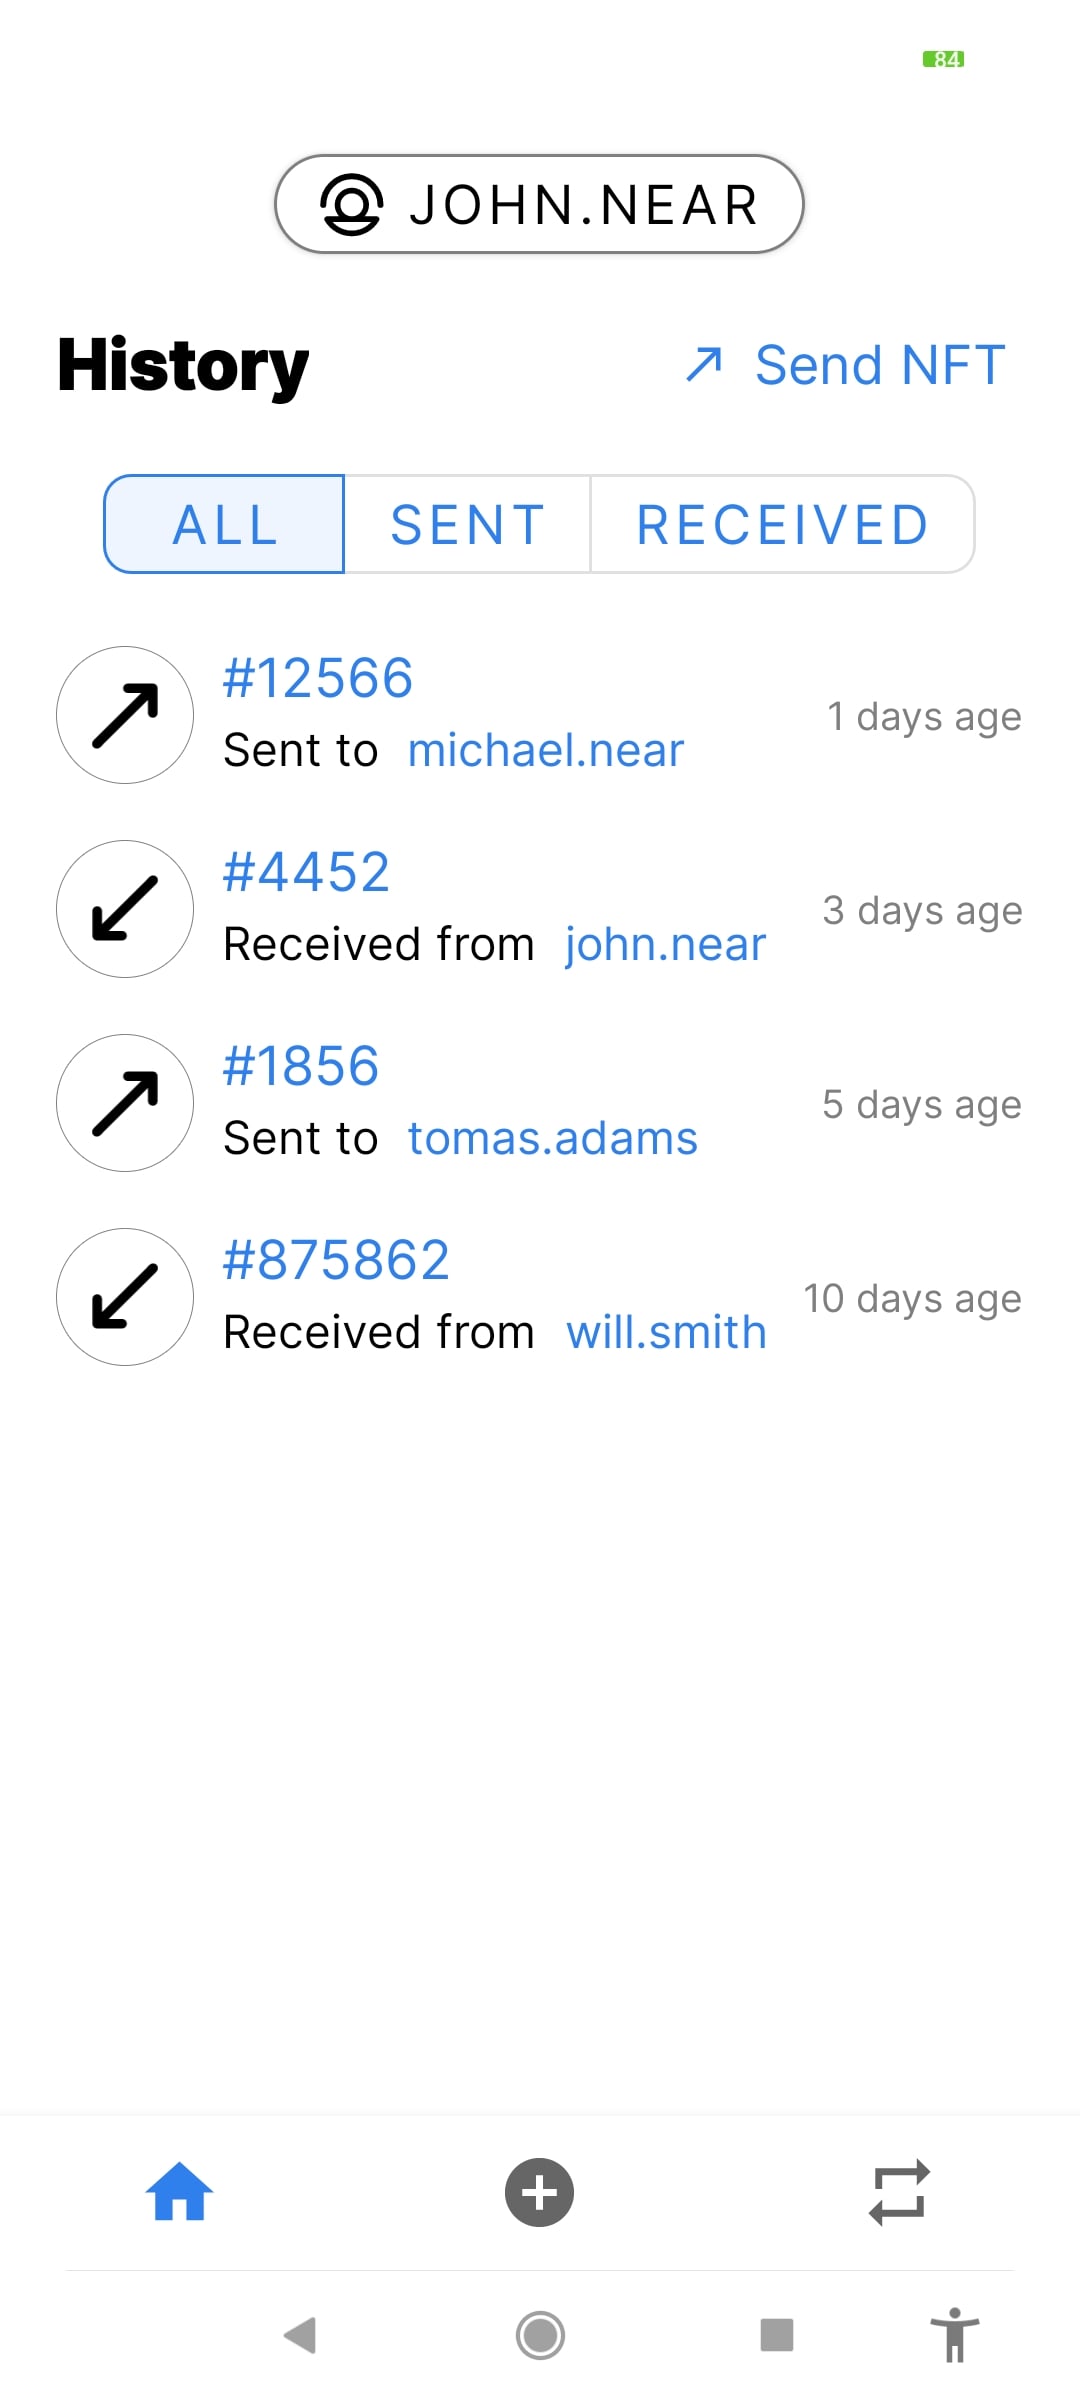 84
JOHN.NEAR
History
Send NFT
ALL SENT RECEIVED
#12566
Sent to michael.near
1 days age
#4452
Received from john.near
3 days age
#1856
Sent to tomas.adams
5 days age
#875862
Received from will.smith
10 days age